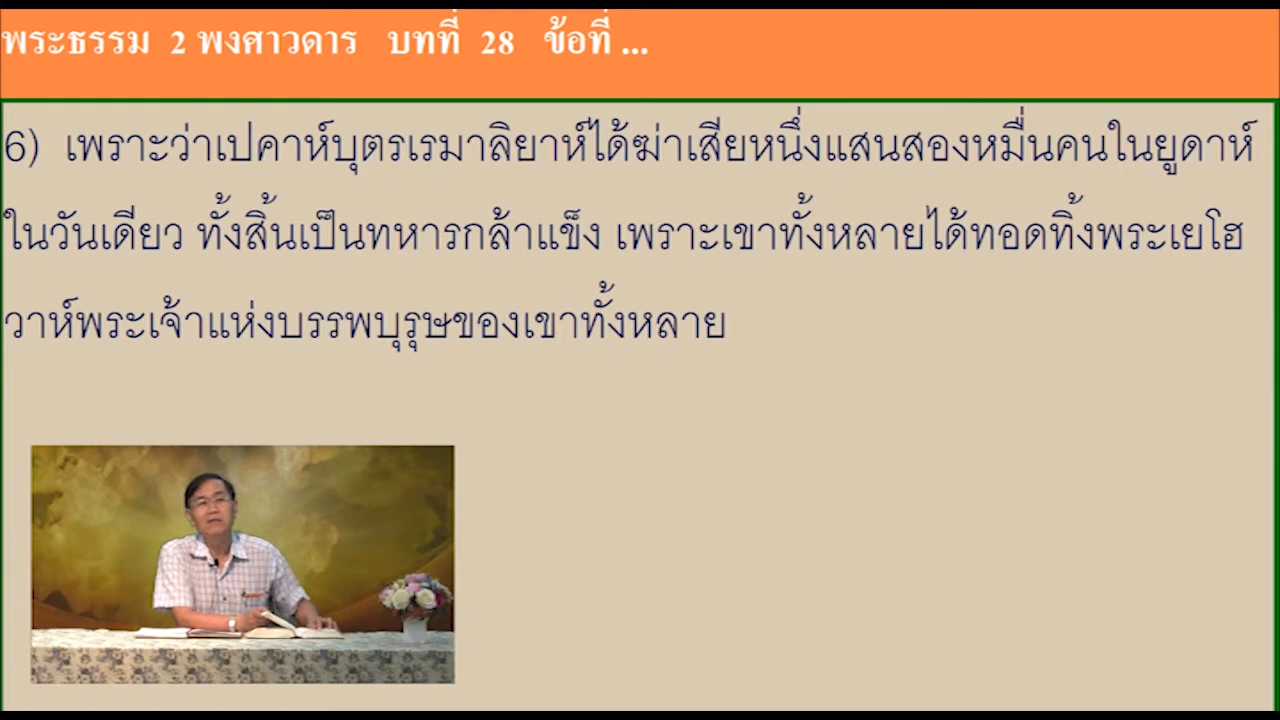 พระธรรม 2 พงศาวดาร บทที่ 28 ข้อที่ ...
6) เพราะว่าเปคาห์บุตรเรมาลิยาห์ได้ฆ่าเสียหนึ่งแสนสองหมื่นคนในยูดาห์
ในวันเดียว ทั้งสิ้นเป็นทหารกล้าแข็ง เพราะเขาทั้งหลายได้ทอดทิ้งพระเยโฮ
วาห์พระเจ้าแห่งบรรพบุรุษของเขาทั้งหลาย